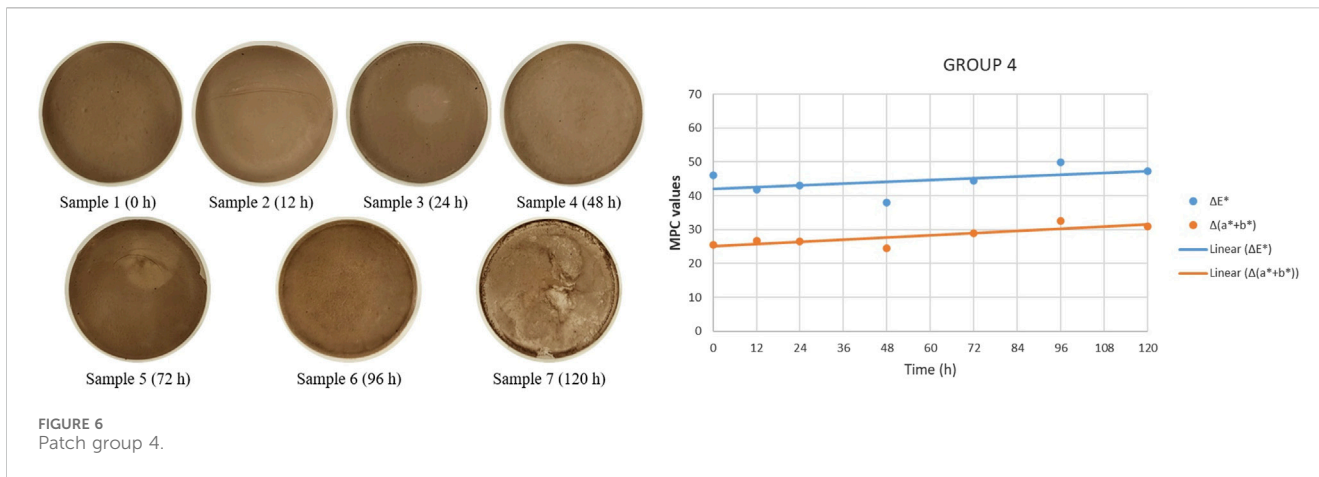 Sample 1 (0 h)
Sample 2 (12 h)
Sample 3 (24 h)
Sample 4 (48 h)
Sample 5 (72 h)
Sample 6 (96 h)
Sample 7 (120 h)
GROUP 4
MPC values
70
60
50
40
30
20
10
0
0 12 24 36 48 60 72 84 96 108 120
Time (h)
ΔE*
Δ(a*+b*)
Linear (ΔE*)
Linear (Δ(a*+b*))
FIGURE 6
Patch group 4.